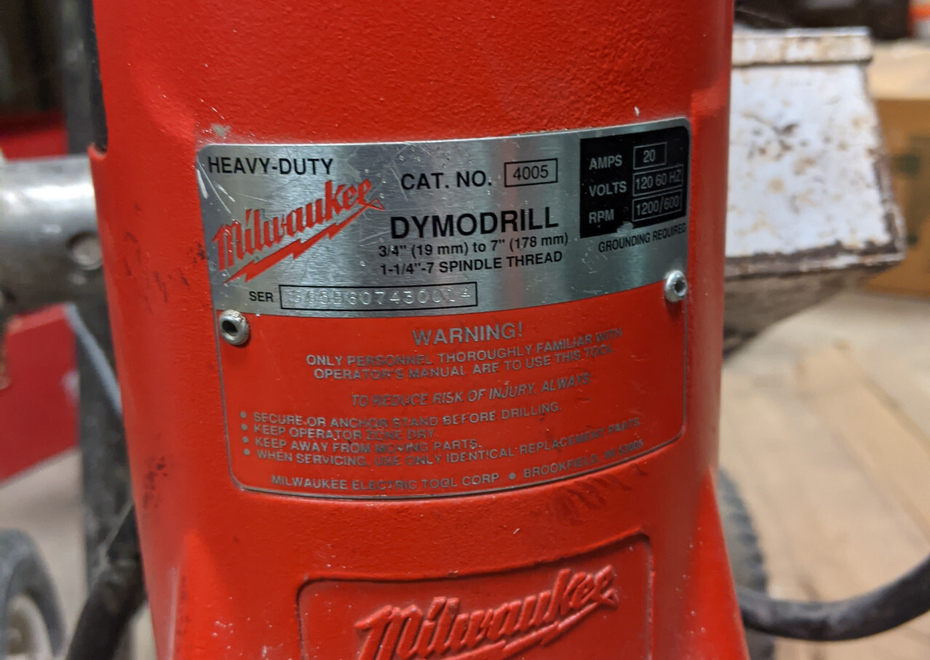 HEAVY-DUTY
Milwaukee
CAT. NO. 4005
DYMODRILL
3/4" (19 mm) to 7" (178 mm)
1-1/4"-7 SPINDLE THREAD
AMPS 20
VOLTS 120 60 HZ
RPM 1200/600
GROUNDING REQUIRED
SER
WARNING!
ONLY PERSONNEL THOROUGHLY FAMILIAR WITH
OPERATOR'S MANUAL ARE TO USE THIS TOOL.
TO REDUCE RISK OF INJURY, ALWAYS:
• SECURE OR ANCHOR STAND BEFORE DRILLING.
• KEEP OPERATOR ZONE DRY.
• KEEP AWAY FROM MOVING PARTS.
• WHEN SERVICING, USE ONLY IDENTICAL REPLACEMENT PARTS.
MILWAUKEE ELECTRIC TOOL CORP. • BROOKFIELD, WI
Milwaukee